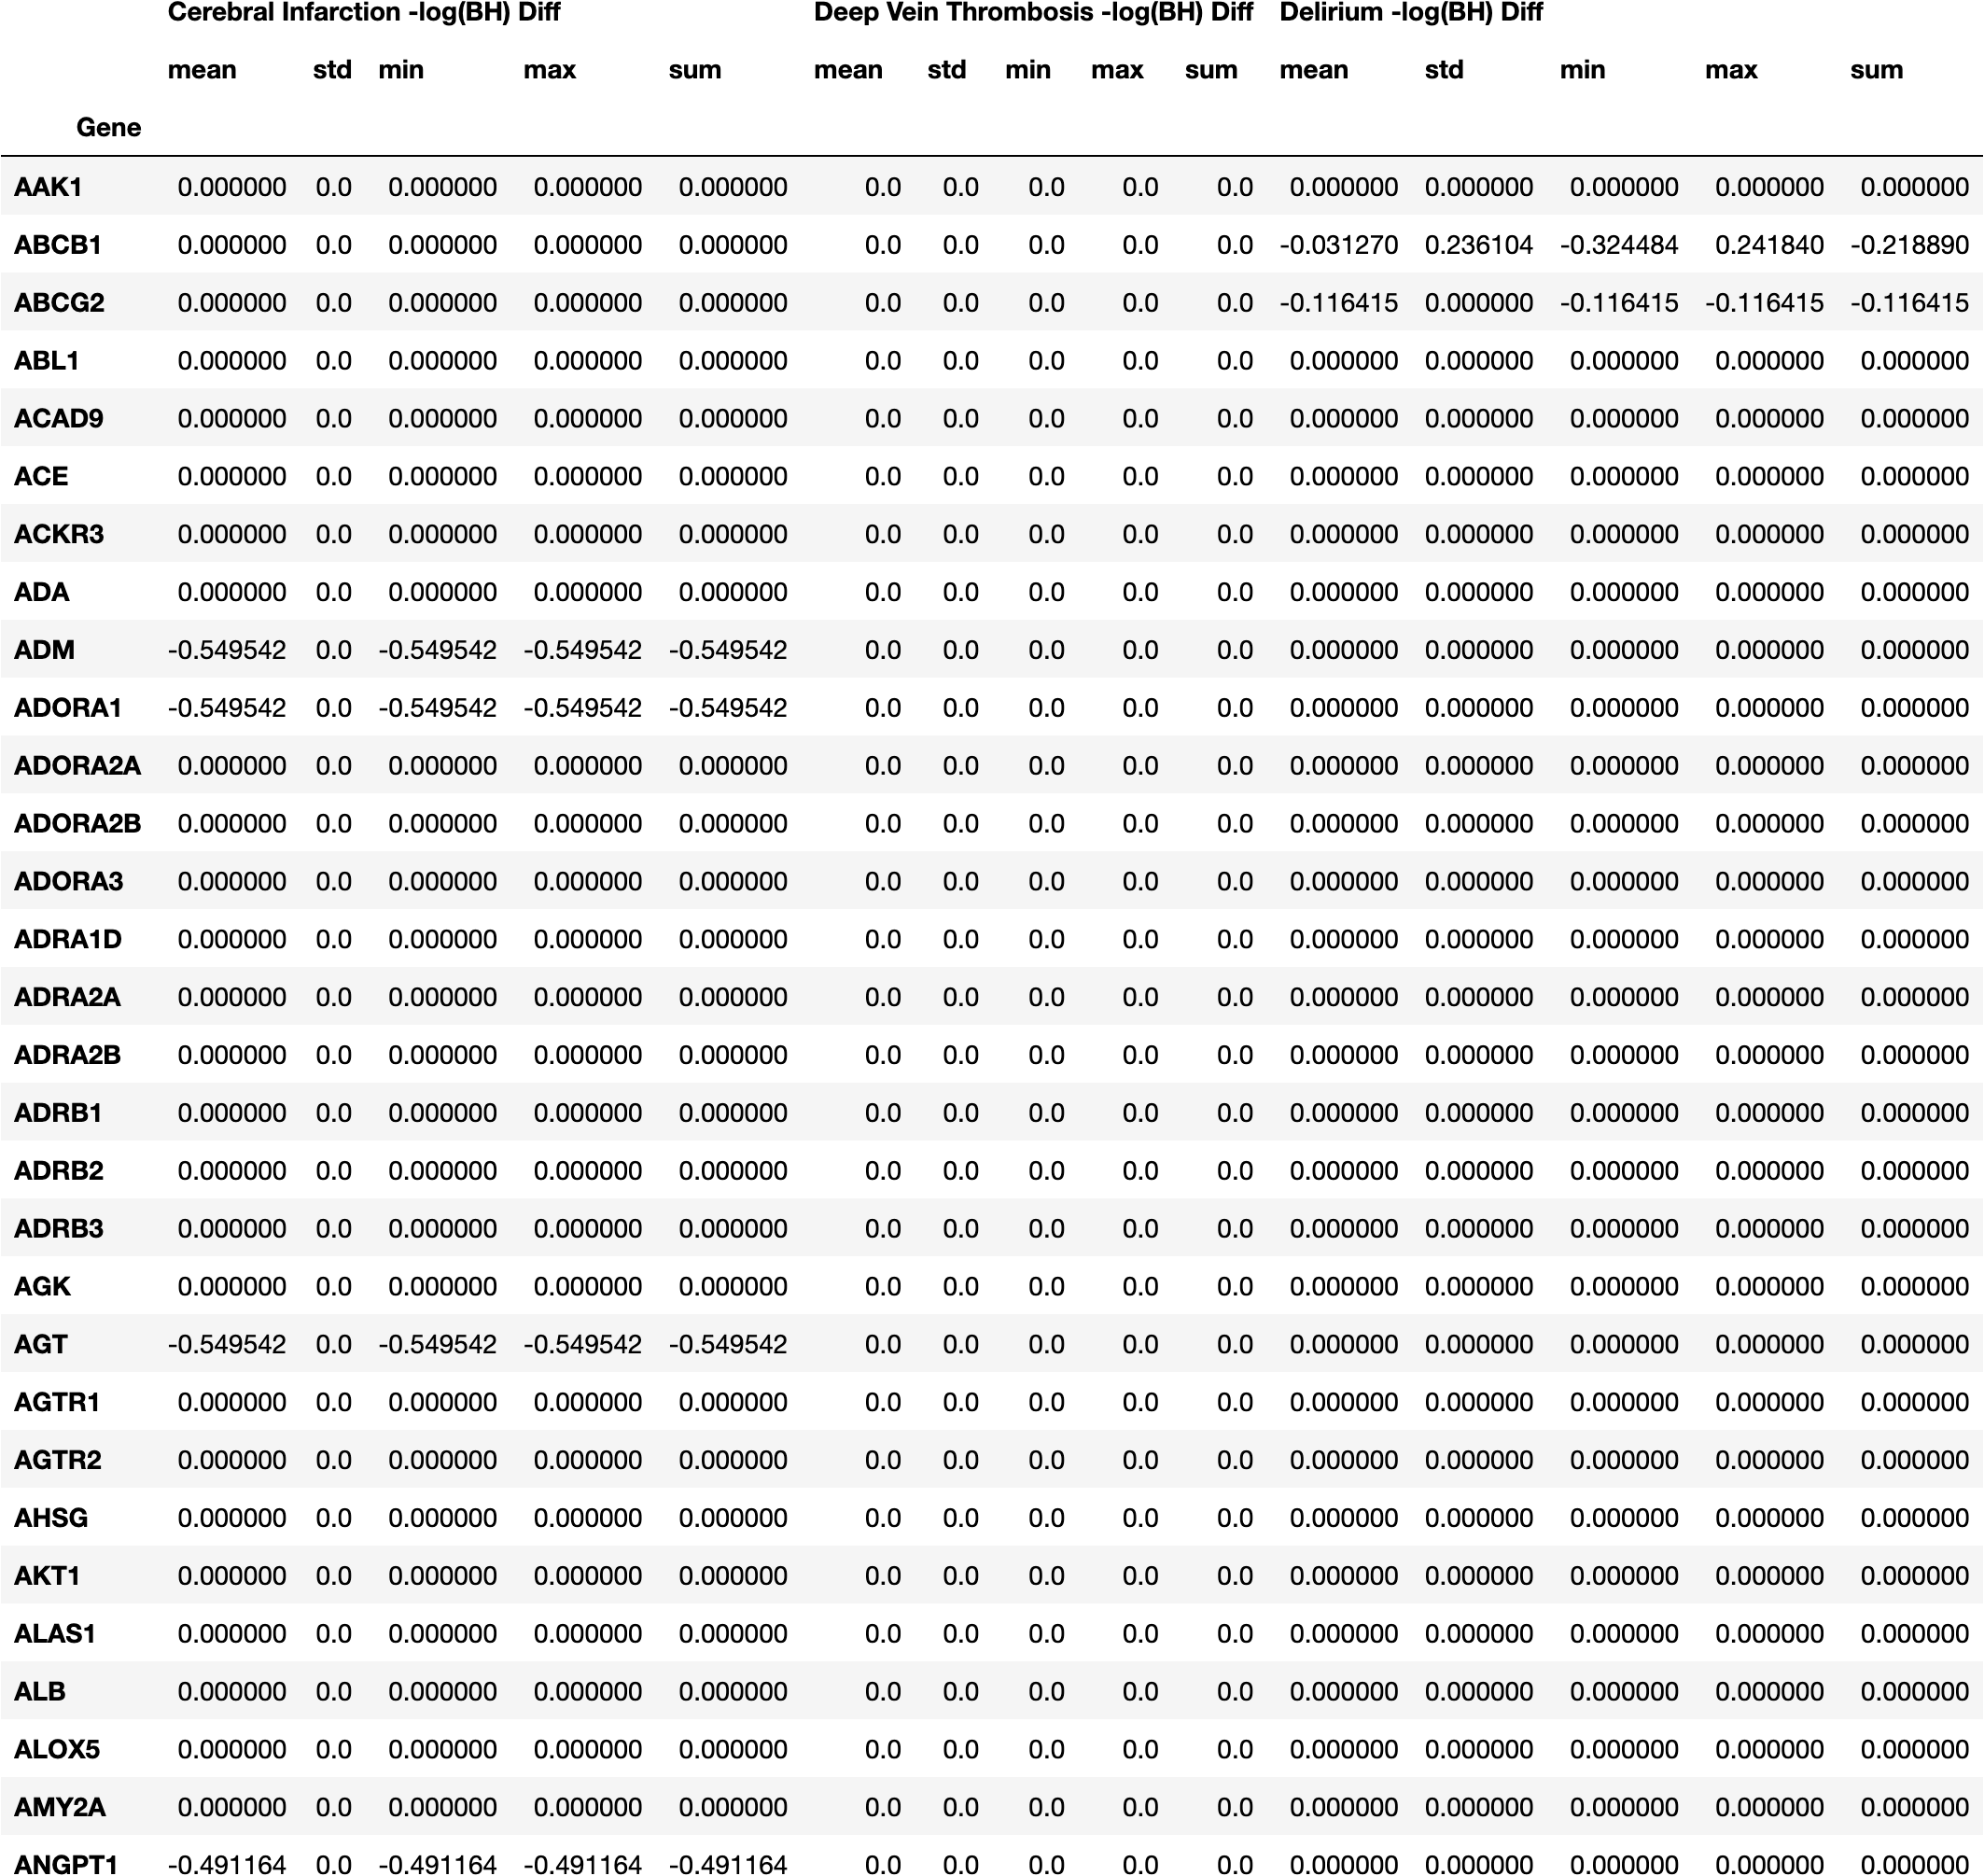 Cerebral Infarction -log(BH) Diff Deep Vein Thrombosis -log(BH) Diff Delirium -log(BH) Diff
mean std min max sum mean std min max sum mean std min max sum
Gene
AAK1 0.000000 0.0 0.000000 0.000000 0.000000 0.0 0.0 0.0 0.0 0.0 0.000000 0.000000 0.000000 0.000000 0.000000
ABCB1 0.000000 0.0 0.000000 0.000000 0.000000 0.0 0.0 0.0 0.0 0.0 -0.031270 0.236104 -0.324484 0.241840 -0.218890
ABCG2 0.000000 0.0 0.000000 0.000000 0.000000 0.0 0.0 0.0 0.0 0.0 -0.116415 0.000000 -0.116415 -0.116415 -0.116415
ABL1 0.000000 0.0 0.000000 0.000000 0.000000 0.0 0.0 0.0 0.0 0.0 0.000000 0.000000 0.000000 0.000000 0.000000
ACAD9 0.000000 0.0 0.000000 0.000000 0.000000 0.0 0.0 0.0 0.0 0.0 0.000000 0.000000 0.000000 0.000000 0.000000
ACE 0.000000 0.0 0.000000 0.000000 0.000000 0.0 0.0 0.0 0.0 0.0 0.000000 0.000000 0.000000 0.000000 0.000000
ACKR3 0.000000 0.0 0.000000 0.000000 0.000000 0.0 0.0 0.0 0.0 0.0 0.000000 0.000000 0.000000 0.000000 0.000000
ADA 0.000000 0.0 0.000000 0.000000 0.000000 0.0 0.0 0.0 0.0 0.0 0.000000 0.000000 0.000000 0.000000 0.000000
ADM -0.549542 0.0 -0.549542 -0.549542 -0.549542 0.0 0.0 0.0 0.0 0.0 0.000000 0.000000 0.000000 0.000000 0.000000
ADORA1 -0.549542 0.0 -0.549542 -0.549542 -0.549542 0.0 0.0 0.0 0.0 0.0 0.000000 0.000000 0.000000 0.000000 0.000000
ADORA2A 0.000000 0.0 0.000000 0.000000 0.000000 0.0 0.0 0.0 0.0 0.0 0.000000 0.000000 0.000000 0.000000 0.000000
ADORA2B 0.000000 0.0 0.000000 0.000000 0.000000 0.0 0.0 0.0 0.0 0.0 0.000000 0.000000 0.000000 0.000000 0.000000
ADORA3 0.000000 0.0 0.000000 0.000000 0.000000 0.0 0.0 0.0 0.0 0.0 0.000000 0.000000 0.000000 0.000000 0.000000
ADRA1D 0.000000 0.0 0.000000 0.000000 0.000000 0.0 0.0 0.0 0.0 0.0 0.000000 0.000000 0.000000 0.000000 0.000000
ADRA2A 0.000000 0.0 0.000000 0.000000 0.000000 0.0 0.0 0.0 0.0 0.0 0.000000 0.000000 0.000000 0.000000 0.000000
ADRA2B 0.000000 0.0 0.000000 0.000000 0.000000 0.0 0.0 0.0 0.0 0.0 0.000000 0.000000 0.000000 0.000000 0.000000
ADRB1 0.000000 0.0 0.000000 0.000000 0.000000 0.0 0.0 0.0 0.0 0.0 0.000000 0.000000 0.000000 0.000000 0.000000
ADRB2 0.000000 0.0 0.000000 0.000000 0.000000 0.0 0.0 0.0 0.0 0.0 0.000000 0.000000 0.000000 0.000000 0.000000
ADRB3 0.000000 0.0 0.000000 0.000000 0.000000 0.0 0.0 0.0 0.0 0.0 0.000000 0.000000 0.000000 0.000000 0.000000
AGK 0.000000 0.0 0.000000 0.000000 0.000000 0.0 0.0 0.0 0.0 0.0 0.000000 0.000000 0.000000 0.000000 0.000000
AGT -0.549542 0.0 -0.549542 -0.549542 -0.549542 0.0 0.0 0.0 0.0 0.0 0.000000 0.000000 0.000000 0.000000 0.000000
AGTR1 0.000000 0.0 0.000000 0.000000 0.000000 0.0 0.0 0.0 0.0 0.0 0.000000 0.000000 0.000000 0.000000 0.000000
AGTR2 0.000000 0.0 0.000000 0.000000 0.000000 0.0 0.0 0.0 0.0 0.0 0.000000 0.000000 0.000000 0.000000 0.000000
AHSG 0.000000 0.0 0.000000 0.000000 0.000000 0.0 0.0 0.0 0.0 0.0 0.000000 0.000000 0.000000 0.000000 0.000000
AKT1 0.000000 0.0 0.000000 0.000000 0.000000 0.0 0.0 0.0 0.0 0.0 0.000000 0.000000 0.000000 0.000000 0.000000
ALAS1 0.000000 0.0 0.000000 0.000000 0.000000 0.0 0.0 0.0 0.0 0.0 0.000000 0.000000 0.000000 0.000000 0.000000
ALB 0.000000 0.0 0.000000 0.000000 0.000000 0.0 0.0 0.0 0.0 0.0 0.000000 0.000000 0.000000 0.000000 0.000000
ALOX5 0.000000 0.0 0.000000 0.000000 0.000000 0.0 0.0 0.0 0.0 0.0 0.000000 0.000000 0.000000 0.000000 0.000000
AMY2A 0.000000 0.0 0.000000 0.000000 0.000000 0.0 0.0 0.0 0.0 0.0 0.000000 0.000000 0.000000 0.000000 0.000000
ANGPT1 -0.491164 0.0 -0.491164 -0.491164 -0.491164 0.0 0.0 0.0 0.0 0.0 0.000000 0.000000 0.000000 0.000000 0.000000